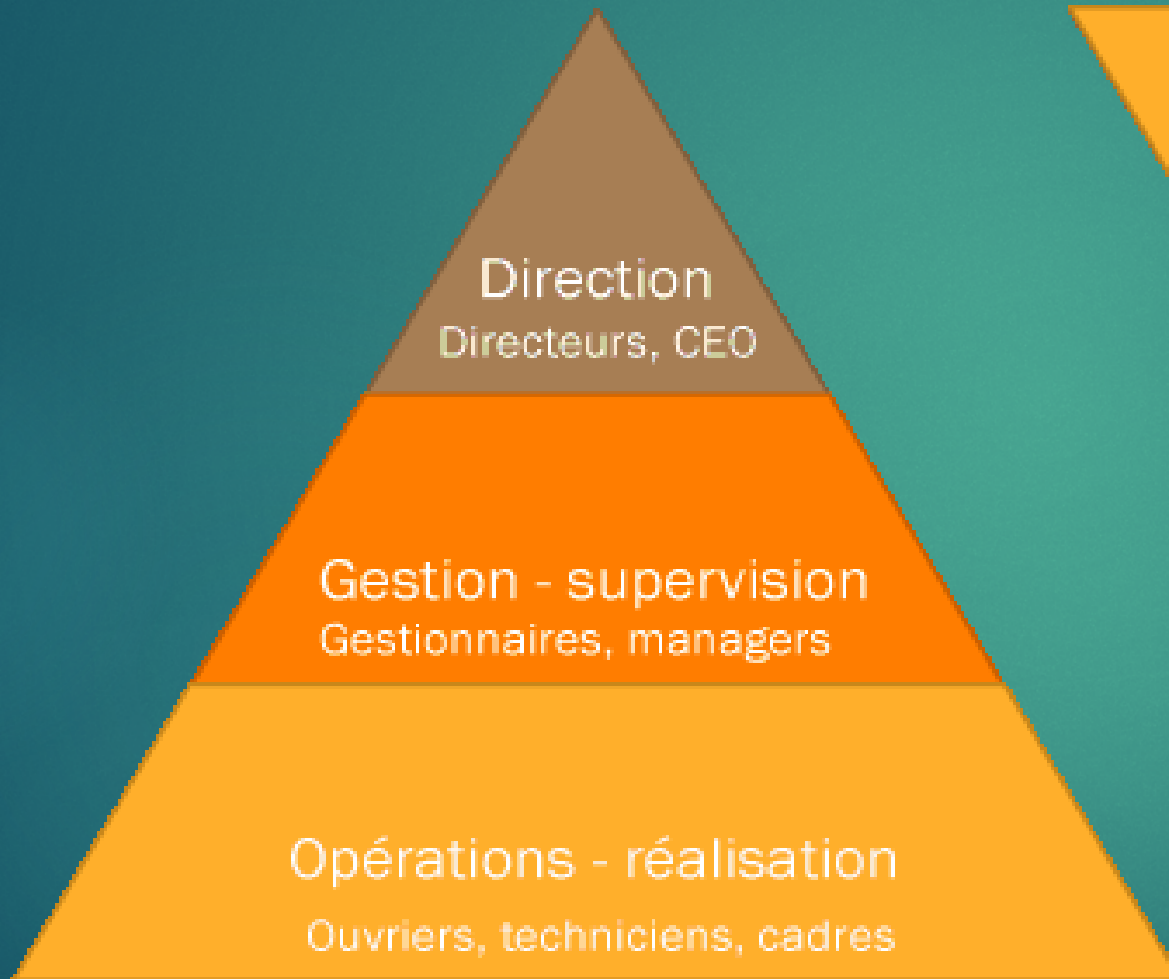 Direction
Directeurs, CEO
Gestion - supervision
Gestionnaires, managers
Opérations - réalisation
Ouvriers, techniciens, cadres